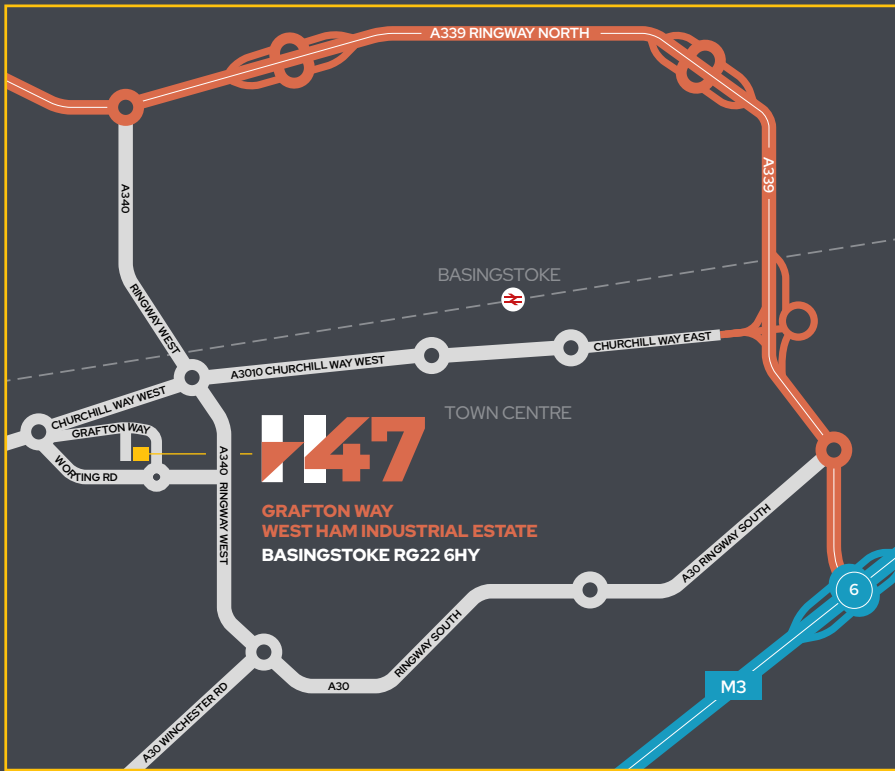 A339 RINGWAY NORTH
A339
A340
RINGWAY WEST
BASINGSTOKE
CHURCHILL WAY EAST
A3010 CHURCHILL WAY WEST
CHURCHILL WAY WEST
TOWN CENTRE
GRAFTON WAY
WORTING RD
A340 RINGWAY WEST
H47
GRAFTON WAY
WEST HAM INDUSTRIAL ESTATE
BASINGSTOKE RG22 6HY
A30 RINGWAY SOUTH
6
RINGWAY SOUTH
A30
M3
A30 WINCHESTER RD